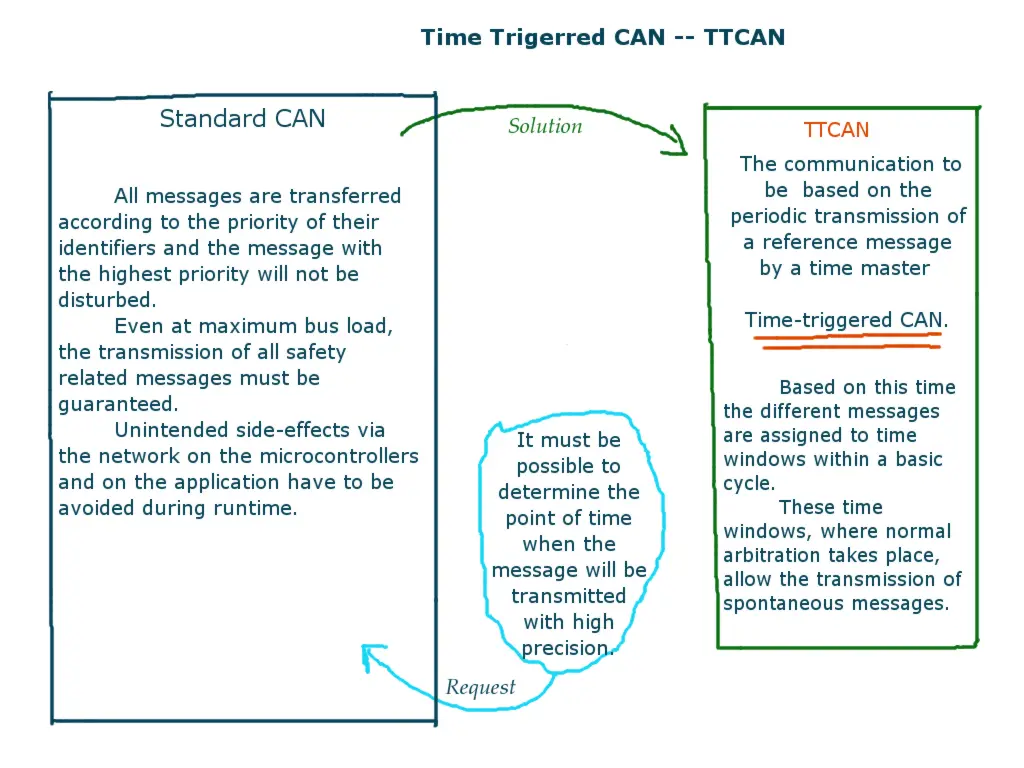 Time Trigerred CAN -- TTCAN
Standard CAN
All messages are transferred
according to the priority of their
identifiers and the message with
the highest priority will not be
disturbed.
Even at maximum bus load,
the transmission of all safety
related messages must be
guaranteed.
Unintended side-effects via
the network on the microcontrollers
and on the application have to be
avoided during runtime.
Solution
It must be
possible to
determine the
point of time
when the
message will be
transmitted
with high
precision.
Request
TTCAN
The communication to
be based on the
periodic transmission of
a reference message
by a time master
Time-triggered CAN.
Based on this time
the different messages
are assigned to time
windows within a basic
cycle.
These time
windows, where normal
arbitration takes place,
allow the transmission of
spontaneous messages.